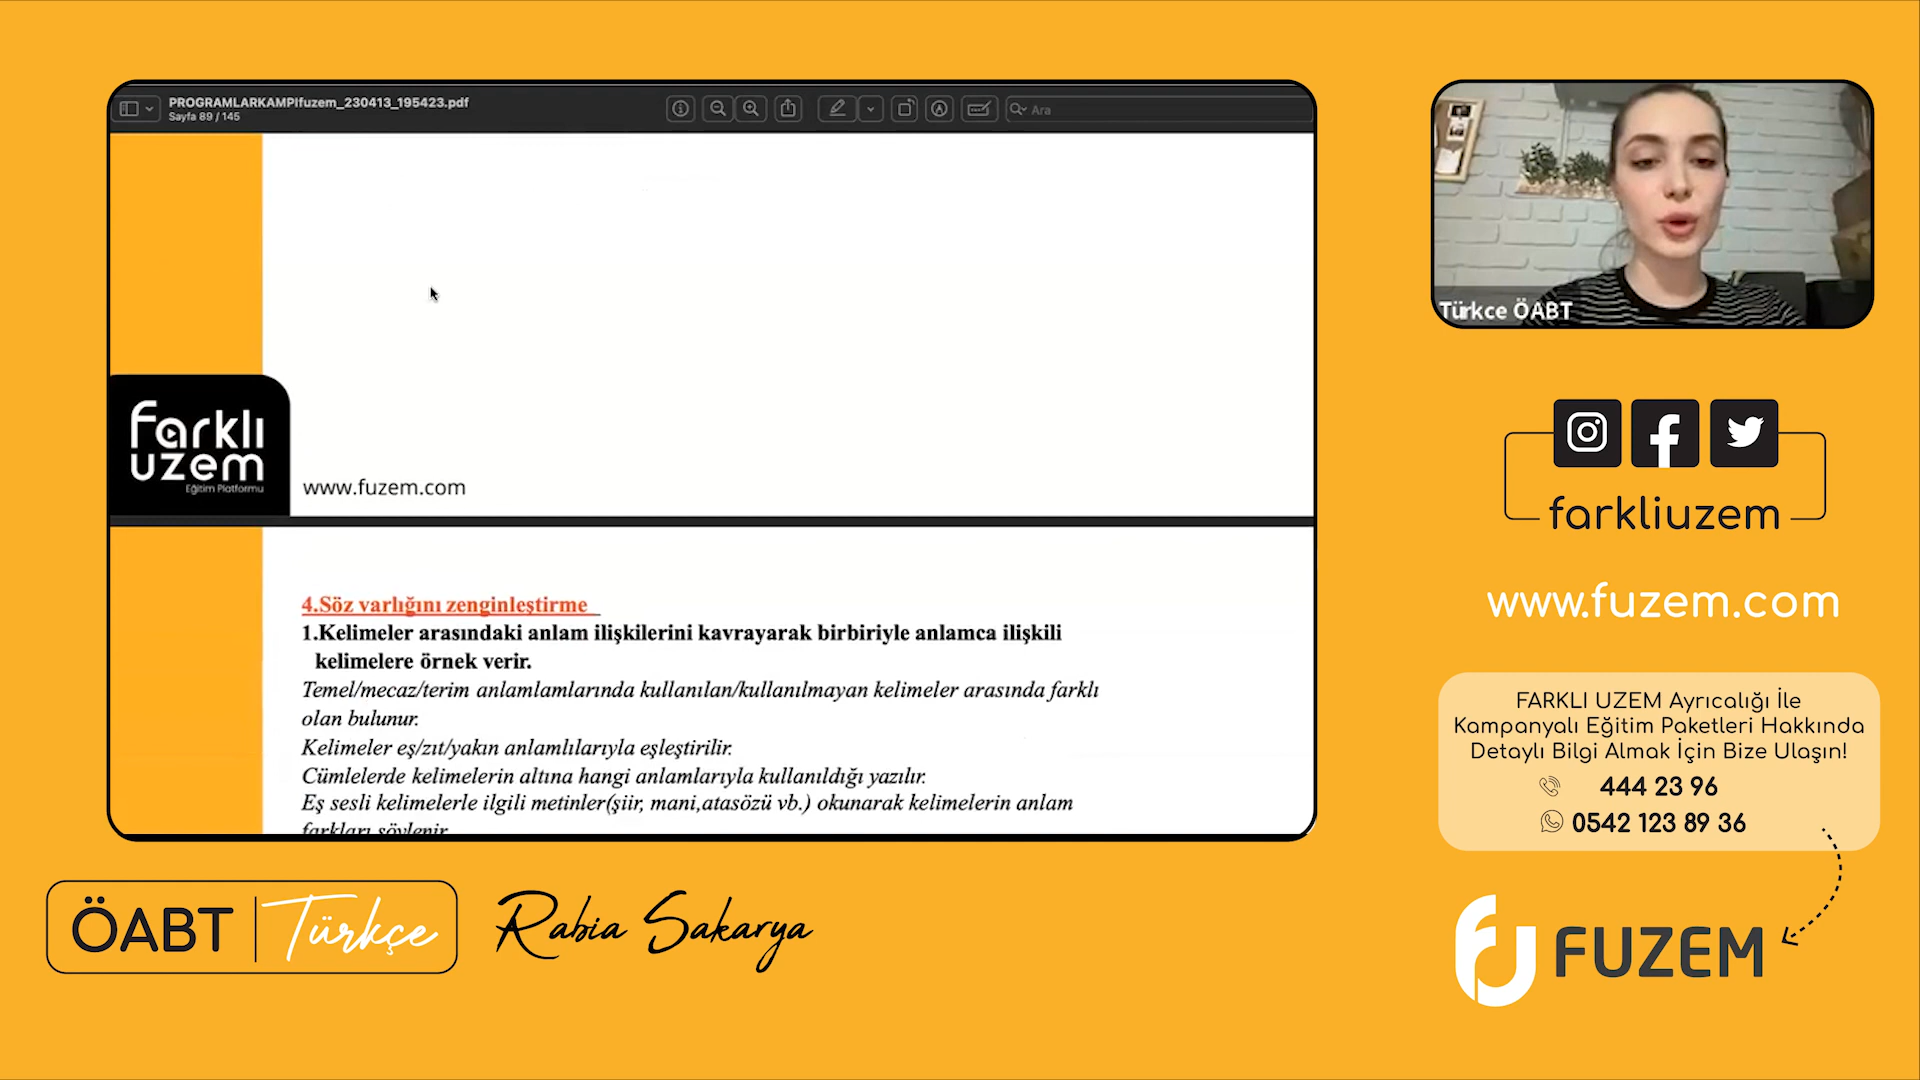 PROGRAMLARKAMPIfuzem_230413_195423.pdf
Sayfa 89 / 145
Ara
farklı
uzem
Eğitim Platformu
www.fuzem.com
4.Söz varlığını zenginleştirme
1.Kelimeler arasındaki anlam ilişkilerini kavrayarak birbiriyle anlamca ilişkili
kelimelere örnek verir.
Temel/mecaz/terim anlamlamlarında kullanılan/kullanılmayan kelimeler arasında farklı
olan bulunur.
Kelimeler eş/zıt/yakın anlamlılarıyla eşleştirilir.
Cümlelerde kelimelerin altına hangi anlamlarıyla kullanıldığı yazılır.
Eş sesli kelimelerle ilgili metinler(şiir, mani,atasözü vb.) okunarak kelimelerin anlam
farkları söylenir
Türkce ÖABT
farkliuzem
www.fuzem.com
FARKLI UZEM Ayrıcalığı İle
Kampanyalı Eğitim Paketleri Hakkında
Detaylı Bilgi Almak İçin Bize Ulaşın!
444 23 96
0542 123 89 36
FUZEM
ÖABT Türkçe
Rabia Sakarya